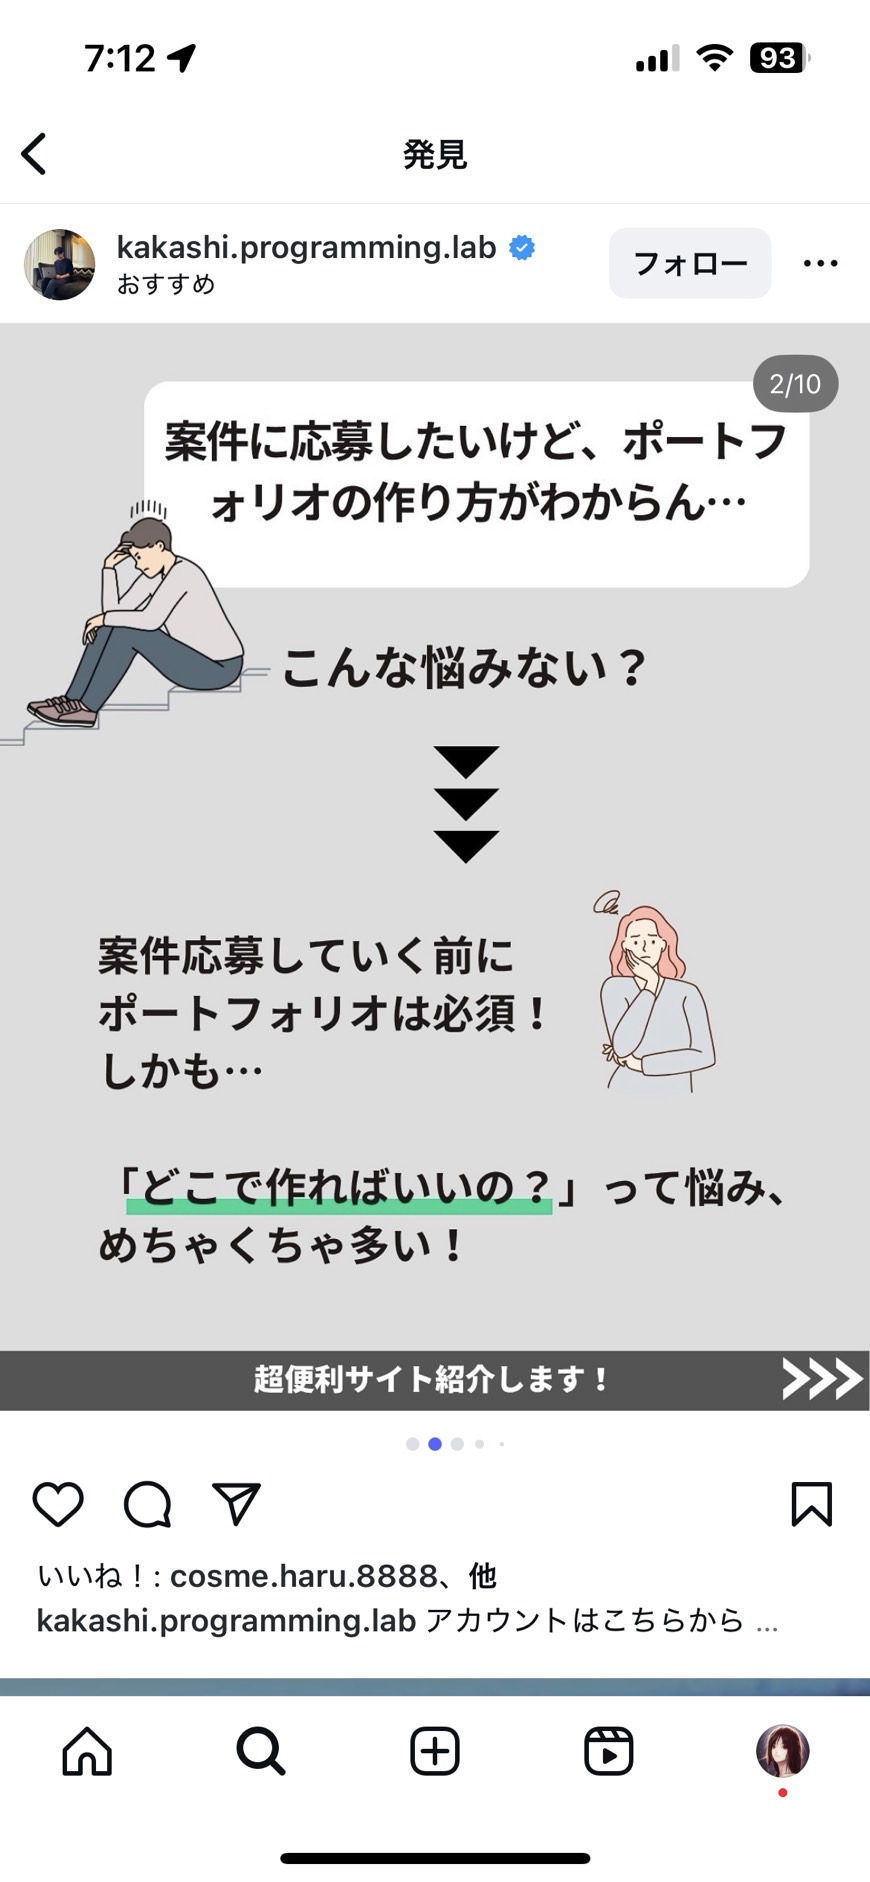 7:12
93
発見
kakashi.programming.lab
おすすめ
フォロー
2/10
案件に応募したいけど、ポートフ
ォリオの作り方がわからん…
こんな悩みない？
案件応募していく前に
ポートフォリオは必須！
しかも…
「どこで作ればいいの？」って悩み、
めちゃくちゃ多い！
超便利サイト紹介します！
いいね！: cosme.haru.8888、他
kakashi.programming.lab アカウントはこちらから ...